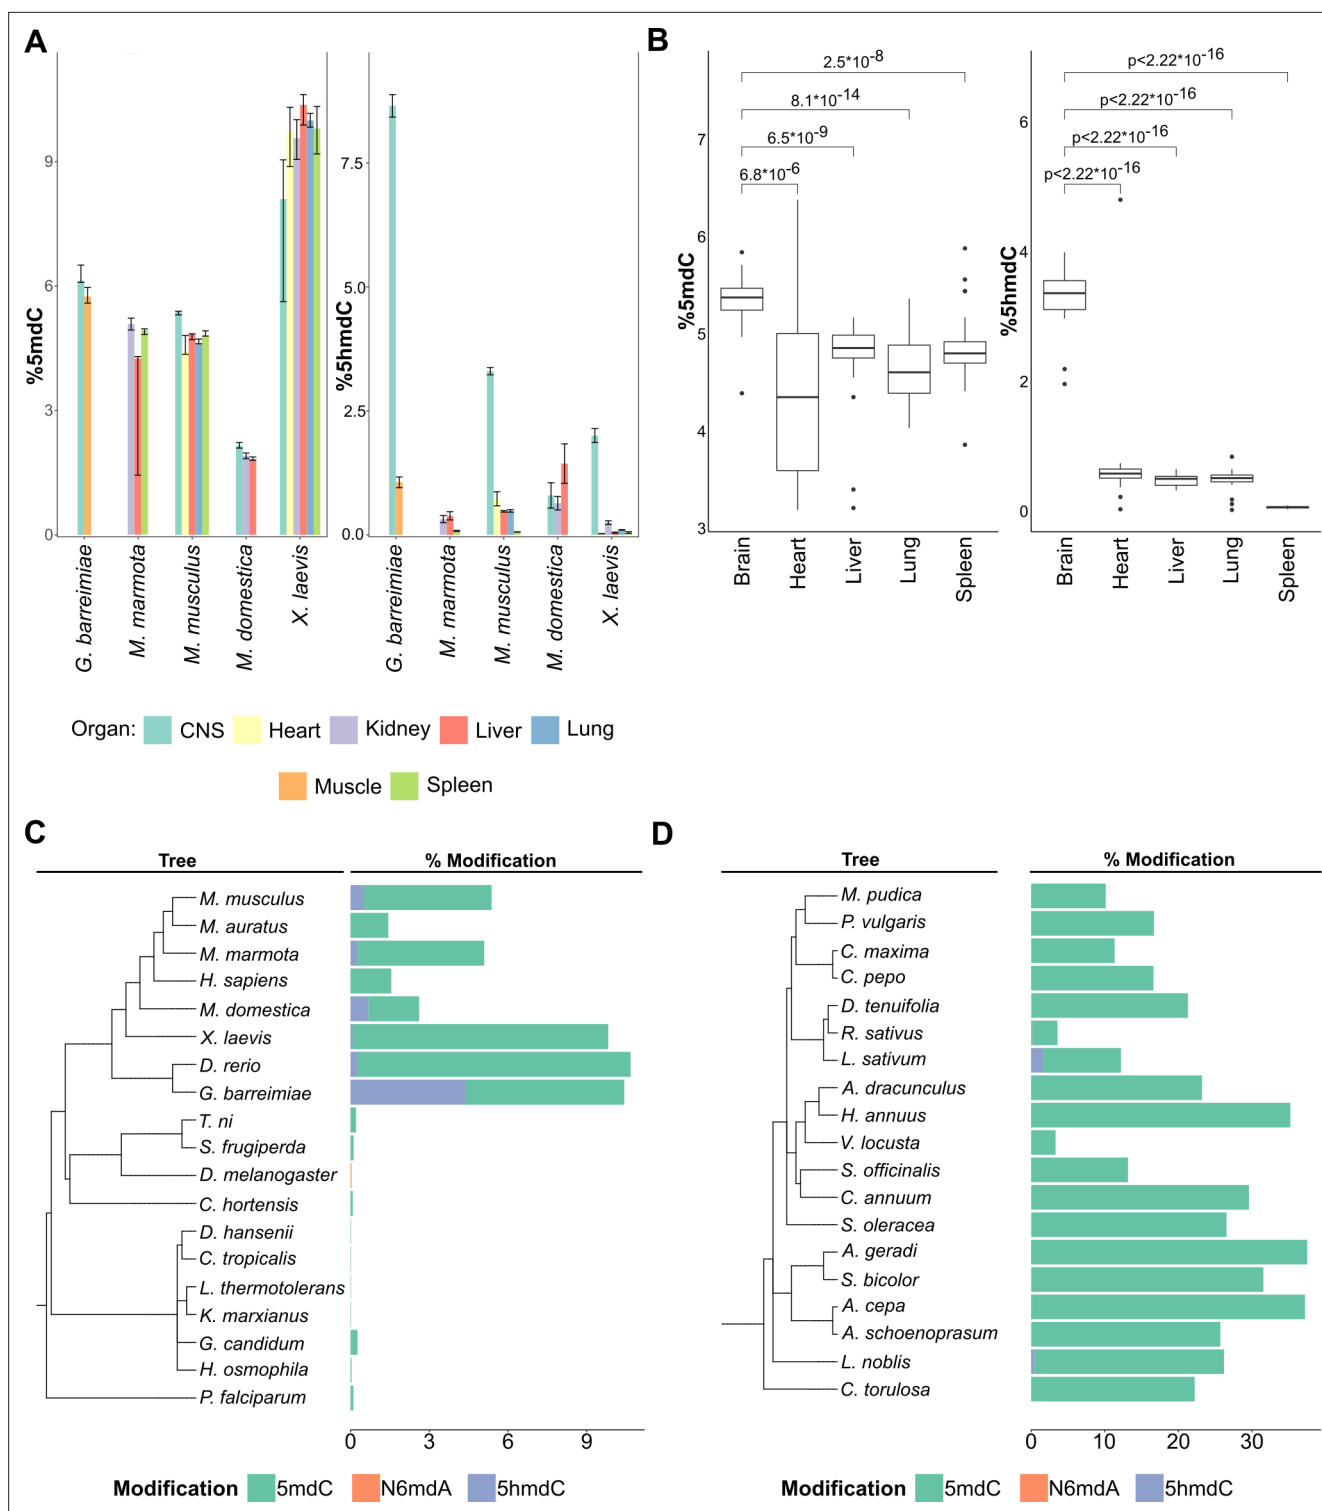 A
%5mdC
9
6
3
0
G. barreimiae
M. marmota
M. musculus
M. domestica
X. laevis
%5hmdC
7.5
5.0
2.5
0.0
G. barreimiae
M. marmota
M. musculus
M. domestica
X. laevis
Organ: CNS Heart Kidney Liver Lung
Muscle Spleen
B
%5mdC
7
6
5
4
3
2.5*10-8
8.1*10-14
6.5*10-9
6.8*10-6
Brain
Heart
Liver
Lung
Spleen
%5hmdC
6
4
2
0
p<2.22*10-16
p<2.22*10-16
p<2.22*10-16
p<2.22*10-16
Brain
Heart
Liver
Lung
Spleen
C
Tree % Modification
M. musculus
M. auratus
M. marmota
H. sapiens
M. domestica
X. laevis
D. rerio
G. barreimiae
T. ni
S. frugiperda
D. melanogaster
C. hortensis
D. hansenii
C. tropicalis
L. thermotolerans
K. marxianus
G. candidum
H. osmophila
P. falciparum
0 3 6 9
Modification 5mdC N6mdA 5hmdC
D
Tree % Modification
M. pudica
P. vulgaris
C. maxima
C. pepo
D. tenuifolia
R. sativus
L. sativum
A. dracunculus
H. annuus
V. locusta
S. officinalis
C. annuum
S. oleracea
A. geradi
S. bicolor
A. cepa
A. schoenoprasum
L. noblis
C. torulosa
0 10 20 30
Modification 5mdC N6mdA 5hmdC